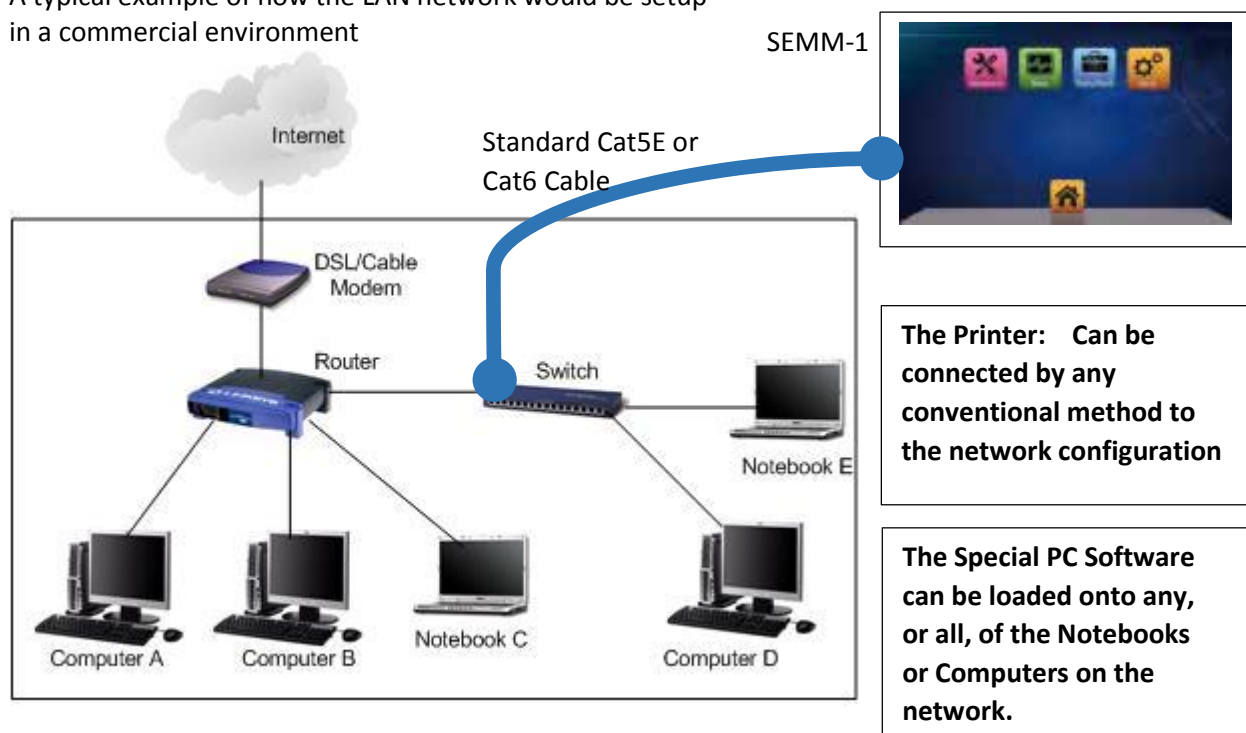 A typical example of how the LAN network would be setup
in a commercial environment
SEMM-1
Internet
Standard Cat5E or
Cat6 Cable
DSL/Cable
Modem
Router
Switch
Notebook E
Computer A
Computer B
Notebook C
Computer D
The Printer: Can be
connected by any
conventional method to
the network configuration
The Special PC Software
can be loaded onto any,
or all, of the Notebooks
or Computers on the
network.